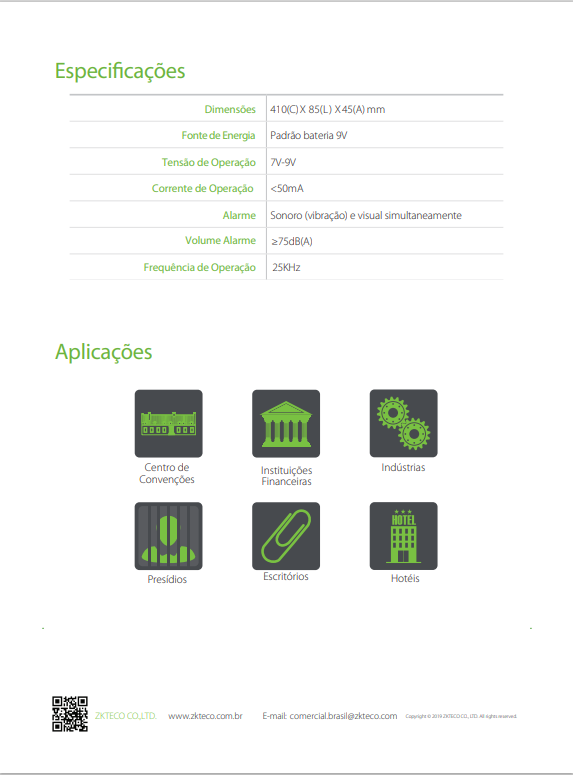 Especificações
Dimensões 410(C) X 85(L) X 45(A) mm
Fonte de Energia Padrão bateria 9V
Tensão de Operação 7V-9V
Corrente de Operação <50mA
Alarme Sonoro (vibração) e visual simultaneamente
Volume Alarme ≥75dB(A)
Frequência de Operação 25KHz
Aplicações
Centro de
Convenções
Instituições
Financeiras
Indústrias
HOTEL
Presídios
Escritórios
Hotéis
ZKTECO CO.,LTD. www.zkteco.com.br E-mail: comercial.brasil@zkteco.com Copyright © 2019 ZKTECO CO., LTD. All rights reserved.